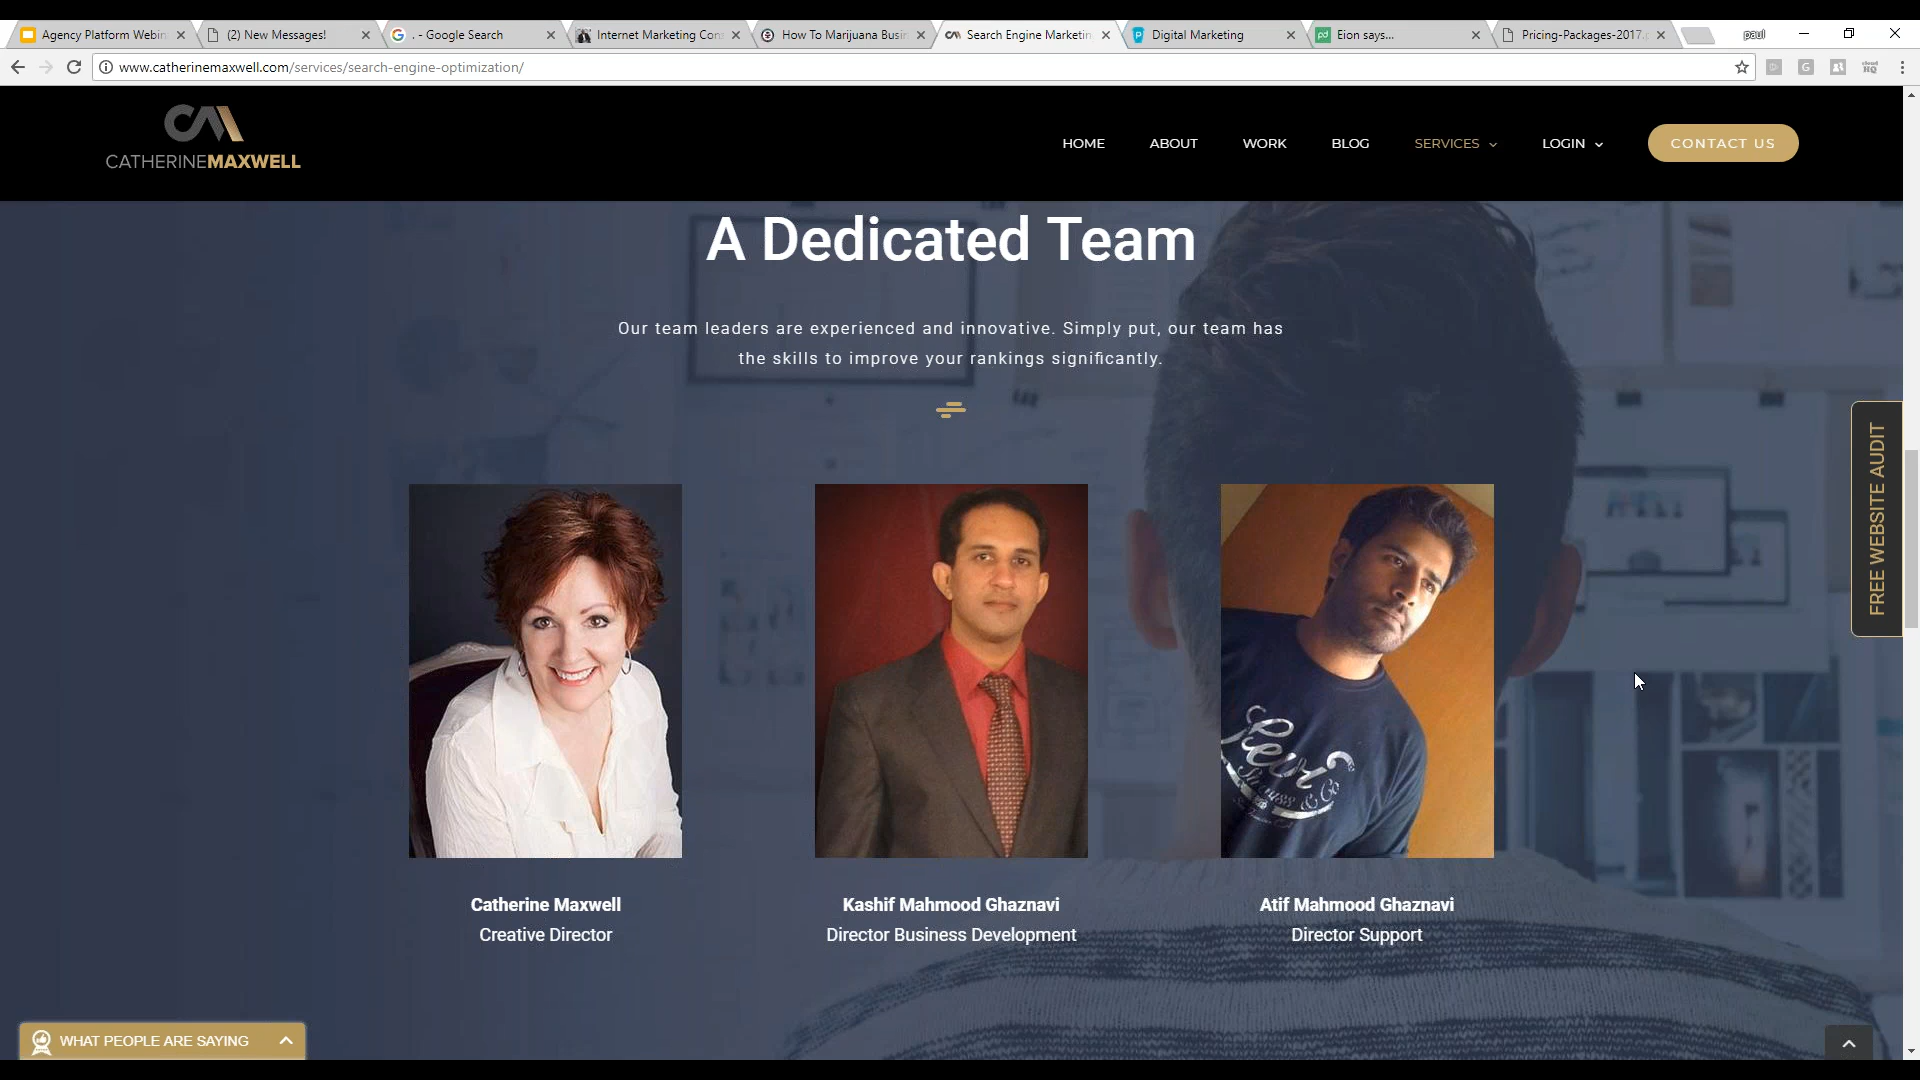 Agency Platform Webin
(2) New Messages!
. - Google Search
Internet Marketing Con
How To Marijuana Busi
Search Engine Marketin
Digital Marketing
Eion says...
Pricing-Packages-2017.
paul
www.catherinemaxwell.com/services/search-engine-optimization/
CM
CATHERINEMAXWELL
HOME
ABOUT
WORK
BLOG
SERVICES
LOGIN
CONTACT US
A Dedicated Team
Our team leaders are experienced and innovative. Simply put, our team has
the skills to improve your rankings significantly.
FREE WEBSITE AUDIT
Catherine Maxwell
Creative Director
Kashif Mahmood Ghaznavi
Director Business Development
Atif Mahmood Ghaznavi
Director Support
WHAT PEOPLE ARE SAYING